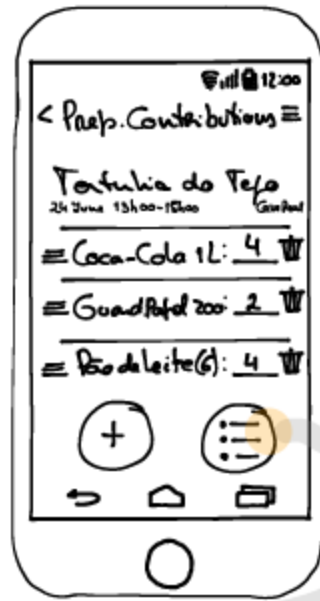 12:00
< Prep. Contributions
Tertulia do Tejo
24 June 13h00-15h00
Coca-Cola 1L: 4
Guard Papel 200: 2
Pão de leite(6): 4
+